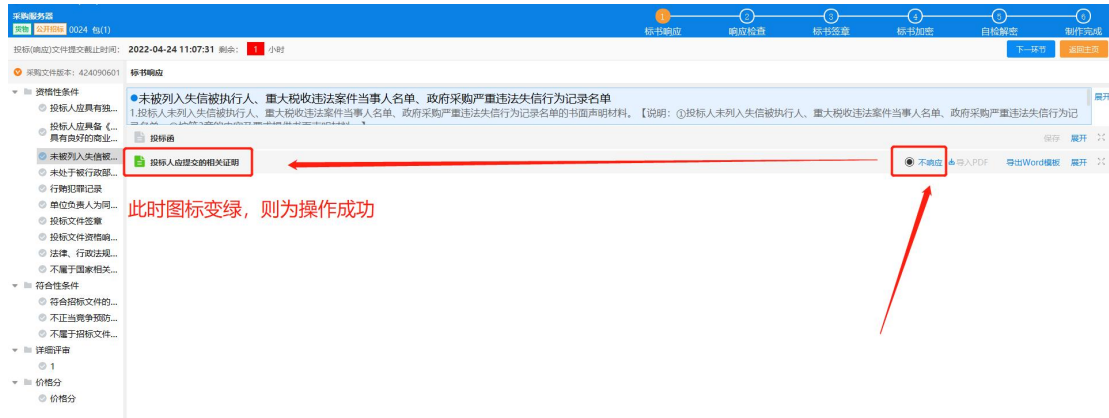 采购服务器
货物 公开招标 0024 包(1)
1 2 3 4 5 6
标书响应 响应检查 标书签章 标书加密 自检解密 制作完成
投标(响应)文件提交截止时间: 2022-04-24 11:07:31 剩余: 1 小时
下一环节 返回主页
采购文件版本: 424090601
标书响应
资格性条件
投标人应具有独...
投标人应具备《...
具有良好的商业...
未被列入失信被...
未处于被行政部...
行贿犯罪记录
单位负责人为同...
投标文件签章
投标文件资格响...
法律、行政法规...
不属于国家相关...
符合性条件
符合招标文件的...
不正当竞争预防...
不属于招标文件...
详细评审
1
价格分
价格分
●未被列入失信被执行人、重大税收违法案件当事人名单、政府采购严重违法失信行为记录名单
展开
1.投标人未列入失信被执行人、重大税收违法案件当事人名单、政府采购严重违法失信行为记录名单的书面声明材料。【说明: ①投标人未列入失信被执行人、重大税收违法案件当事人名单、政府采购严重违法失信行为记
投标函
保存 展开
投标人应提交的相关证明
不响应 导入PDF 导出Word模板 展开
此时图标变绿，则为操作成功